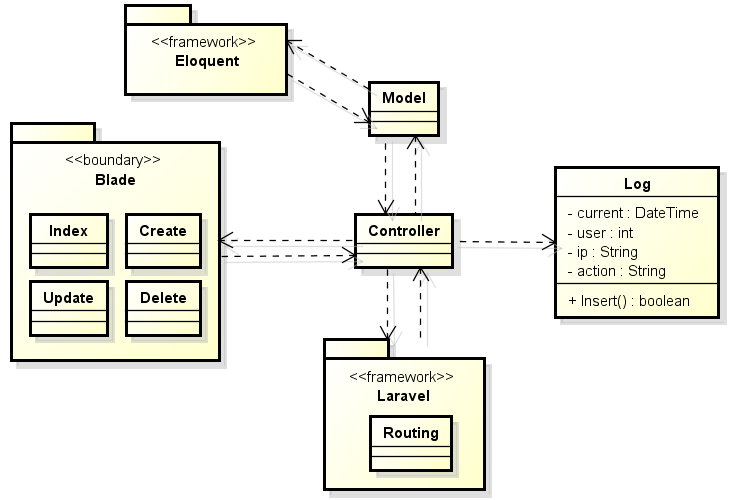 <<framework>>
Eloquent
Model
<<boundary>>
Blade
Index
Create
Update
Delete
Controller
Log
- current : DateTime
- user : int
- ip : String
- action : String
+ Insert() : boolean
<<framework>>
Laravel
Routing